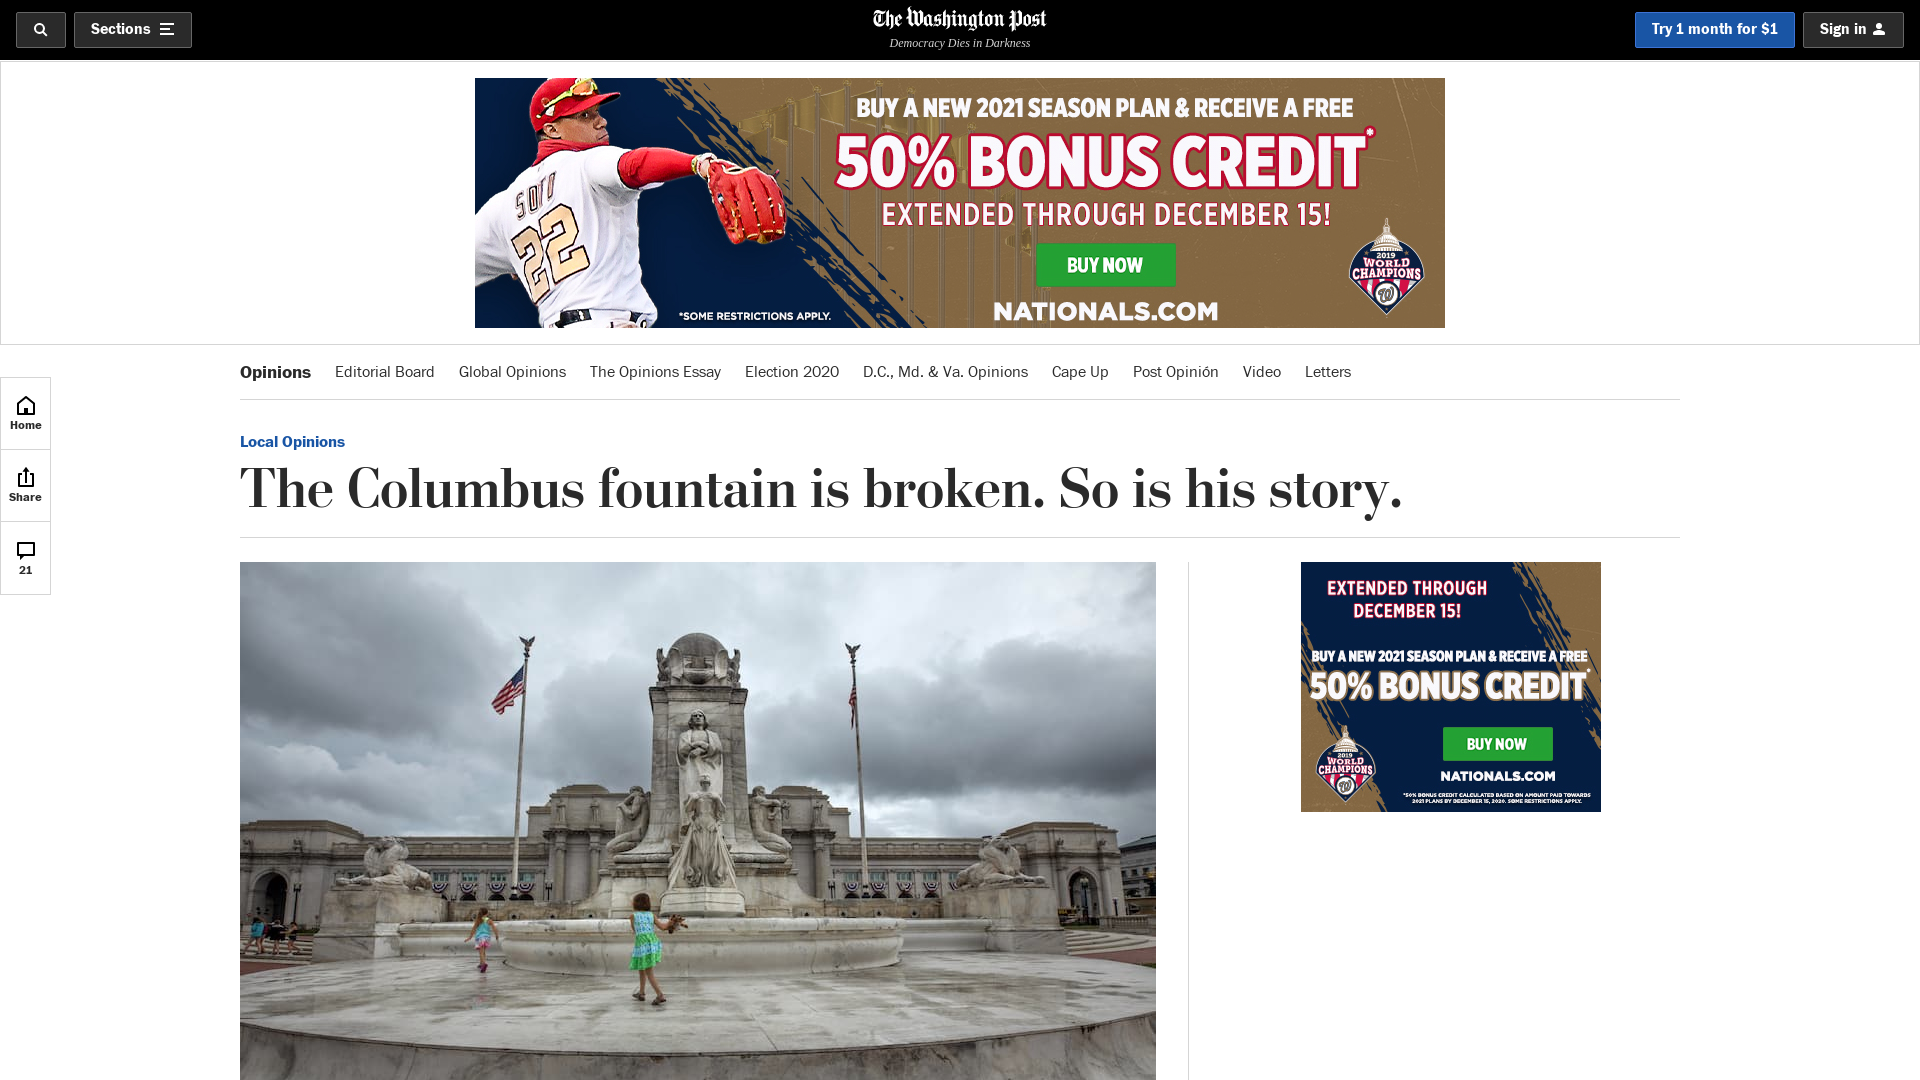 Sections
The Washington Post
Democracy Dies in Darkness
Try 1 month for $1
Sign in
SOTO
22
BUY A NEW 2021 SEASON PLAN & RECEIVE A FREE
50% BONUS CREDIT*
EXTENDED THROUGH DECEMBER 15!
BUY NOW
NATIONALS.COM
*SOME RESTRICTIONS APPLY.
2019
WORLD
CHAMPIONS
W
Opinions Editorial Board Global Opinions The Opinions Essay Election 2020 D.C., Md. & Va. Opinions Cape Up Post Opinión Video Letters
Home
Share
21
Local Opinions
The Columbus fountain is broken. So is his story.
EXTENDED THROUGH
DECEMBER 15!
BUY A NEW 2021 SEASON PLAN & RECEIVE A FREE
50% BONUS CREDIT*
BUY NOW
NATIONALS.COM
2019
WORLD
CHAMPIONS
W
*50% BONUS CREDIT CALCULATED BASED ON AMOUNT PAID TOWARDS
2021 PLANS BY DECEMBER 15, 2020. SOME RESTRICTIONS APPLY.